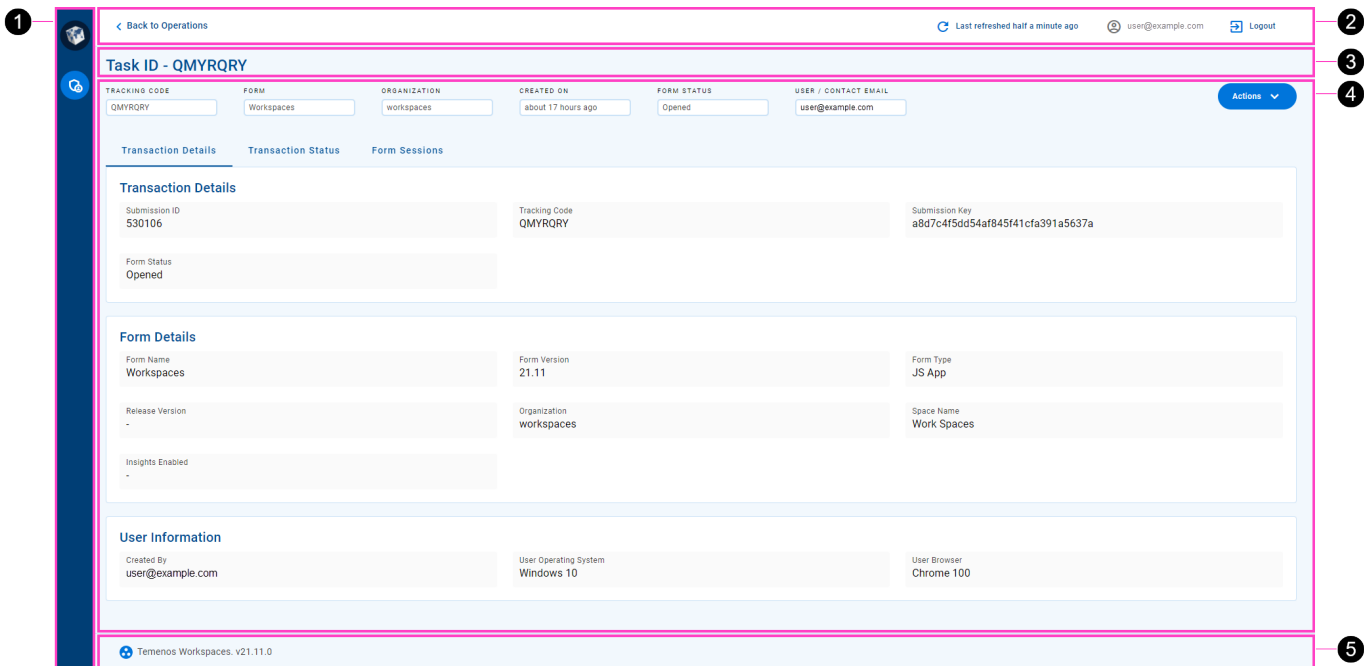 1
2
Back to Operations Last refreshed half a minute ago user@example.com Logout
3
Task ID - QMYRQRY
4
TRACKING CODE FORM ORGANIZATION CREATED ON FORM STATUS USER / CONTACT EMAIL
QMYRQRY Workspaces workspaces about 17 hours ago Opened user@example.com Actions
Transaction Details Transaction Status Form Sessions
Transaction Details
Submission ID Tracking Code Submission Key
530106 QMYRQRY a8d7c4f5dd54af845f41cfa391a5637a
Form Status
Opened
Form Details
Form Name Form Version Form Type
Workspaces 21.11 JS App
Release Version Organization Space Name
- workspaces Work Spaces
Insights Enabled
-
User Information
Created By User Operating System User Browser
user@example.com Windows 10 Chrome 100
5
Temenos Workspaces. v21.11.0